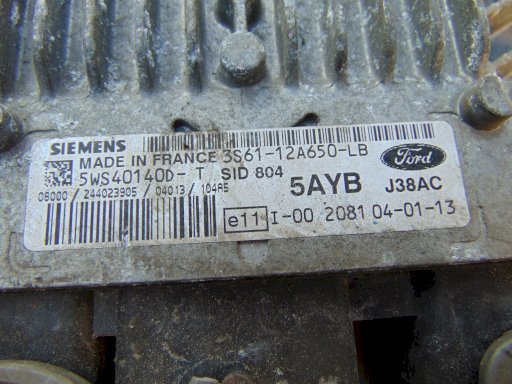 SIEMENS
MADE IN FRANCE 3S61-12A650-LB
5WS40140D-T SID 804
Ford
08000 / 244023905 / 04013 / 104A5
5AYB J38AC
e11 I-00 2081 04-01-13